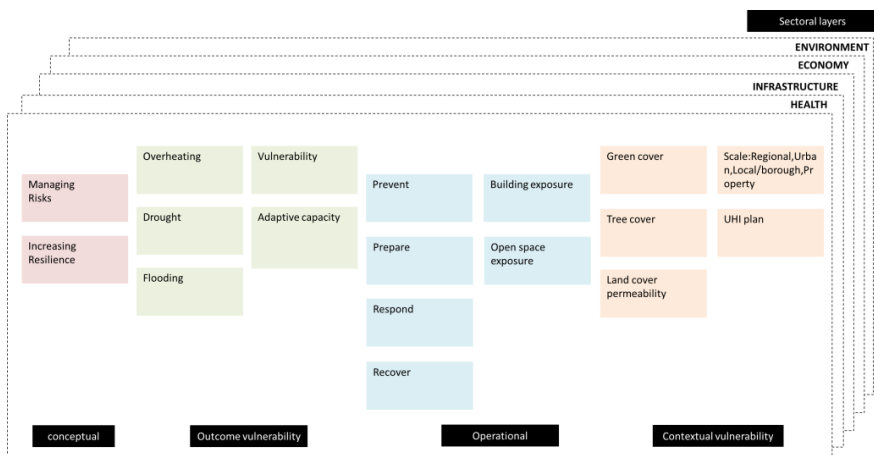 Sectoral layers
ENVIRONMENT
ECONOMY
INFRASTRUCTURE
HEALTH
Managing
Risks
Increasing
Resilience
Overheating
Drought
Flooding
Vulnerability
Adaptive capacity
Prevent
Prepare
Respond
Recover
Building exposure
Open space
exposure
Green cover
Tree cover
Land cover
permeability
Scale:Regional,Urba
n,Local/borough,Pr
operty
UHI plan
conceptual
Outcome vulnerability
Operational
Contextual vulnerability